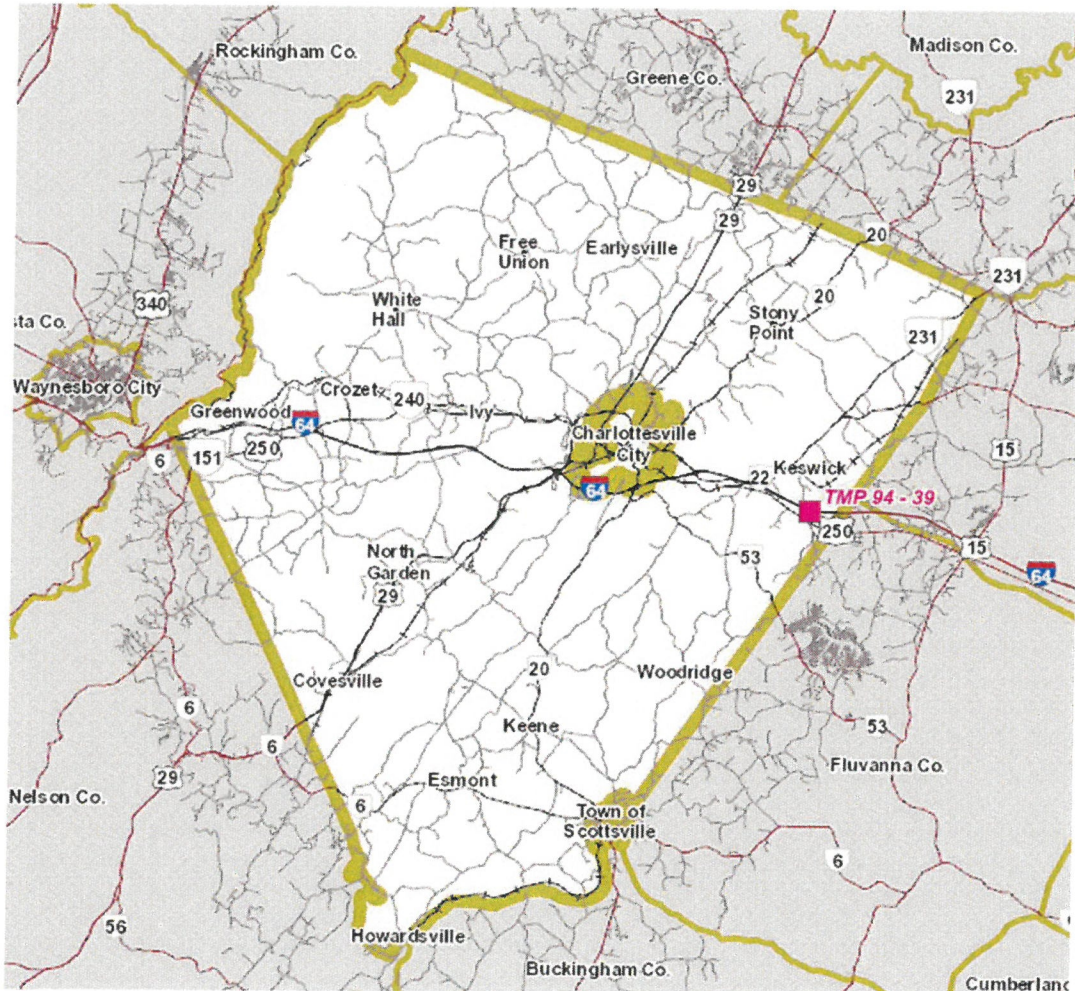 Rockingham Co.
Madison Co.
Greene Co.
231
29
29
20
231
Free
Union
Earlysville
20
340
White
Hall
Stony
Point
231
sta Co.
Waynesboro City
Crozet
240
Ivy
Greenwood
64
Charlottesville
City
15
6
151
250
64
22
Keswick
TMP 94 - 39
250
15
64
North
Garden
29
53
Covesville
20
Woodridge
6
6
Keene
53
29
Esmont
Fluvanna Co.
Nelson Co.
6
Town of
Scottsville
6
56
Howardsville
Buckingham Co.
Cumberland